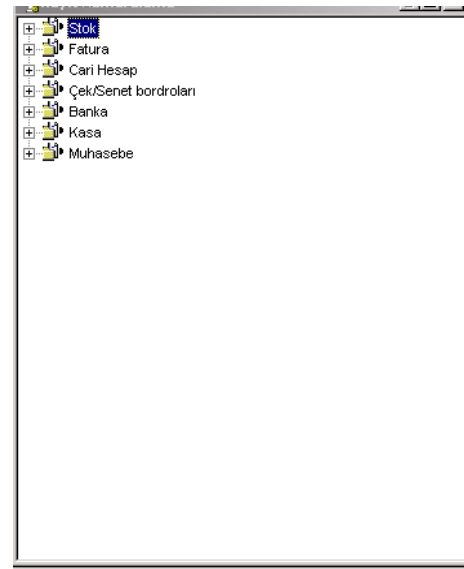 Stok
Fatura
Cari Hesap
Çek/Senet bordroları
Banka
Kasa
Muhasebe